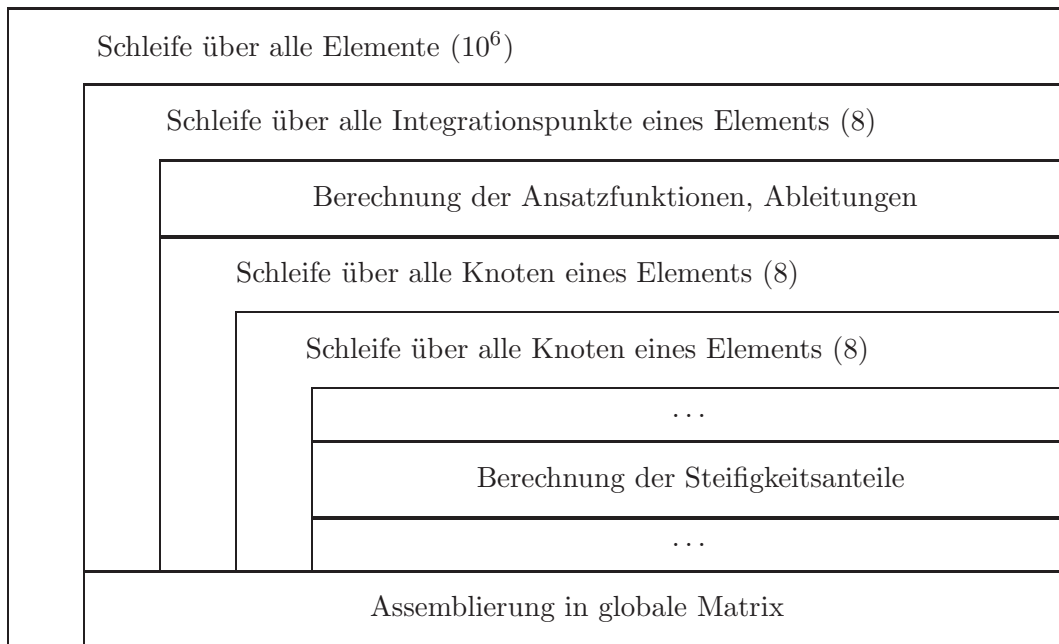 Schleife über alle Elemente (10⁶)
Schleife über alle Integrationspunkte eines Elements (8)
Berechnung der Ansatzfunktionen, Ableitungen
Schleife über alle Knoten eines Elements (8)
Schleife über alle Knoten eines Elements (8)
...
Berechnung der Steifigkeitsanteile
...
Assemblierung in globale Matrix